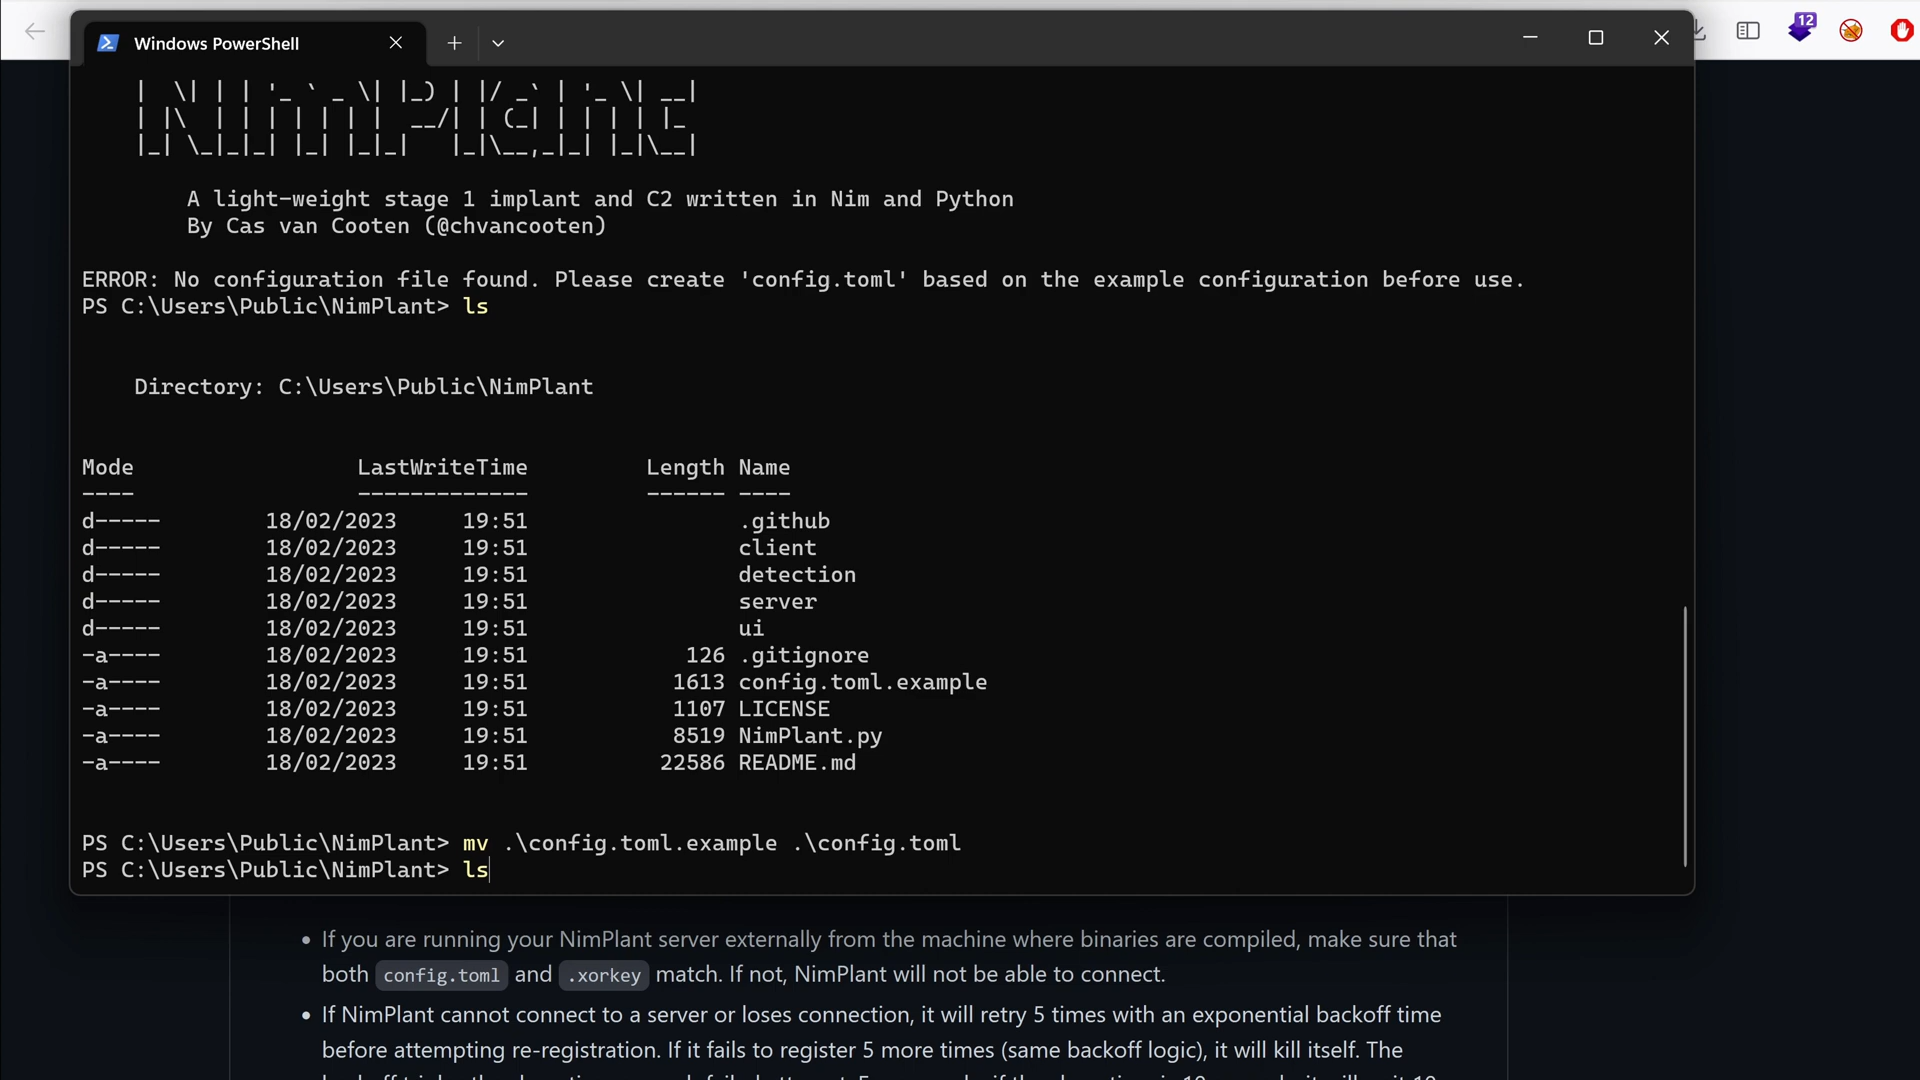 12
Windows PowerShell
|  \| | | '_ ` _ \| |_) | |/ _` | '_ \| __|
| |\  | | | | | | |  __/| | (_| | | | | |_
|_| \_|_|_| |_| |_|_|   |_|\__,_|_| |_|\__|
A light-weight stage 1 implant and C2 written in Nim and Python
By Cas van Cooten (@chvancooten)
ERROR: No configuration file found. Please create 'config.toml' based on the example configuration before use.
PS C:\Users\Public\NimPlant> ls
Directory: C:\Users\Public\NimPlant
Mode LastWriteTime Length Name
---- ------------- ------ ----
d----- 18/02/2023 19:51 .github
d----- 18/02/2023 19:51 client
d----- 18/02/2023 19:51 detection
d----- 18/02/2023 19:51 server
d----- 18/02/2023 19:51 ui
-a---- 18/02/2023 19:51 126 .gitignore
-a---- 18/02/2023 19:51 1613 config.toml.example
-a---- 18/02/2023 19:51 1107 LICENSE
-a---- 18/02/2023 19:51 8519 NimPlant.py
-a---- 18/02/2023 19:51 22586 README.md
PS C:\Users\Public\NimPlant> mv .\config.toml.example .\config.toml
PS C:\Users\Public\NimPlant> ls
• If you are running your NimPlant server externally from the machine where binaries are compiled, make sure that
both config.toml and .xorkey match. If not, NimPlant will not be able to connect.
• If NimPlant cannot connect to a server or loses connection, it will retry 5 times with an exponential backoff time
before attempting re-registration. If it fails to register 5 more times (same backoff logic), it will kill itself. The